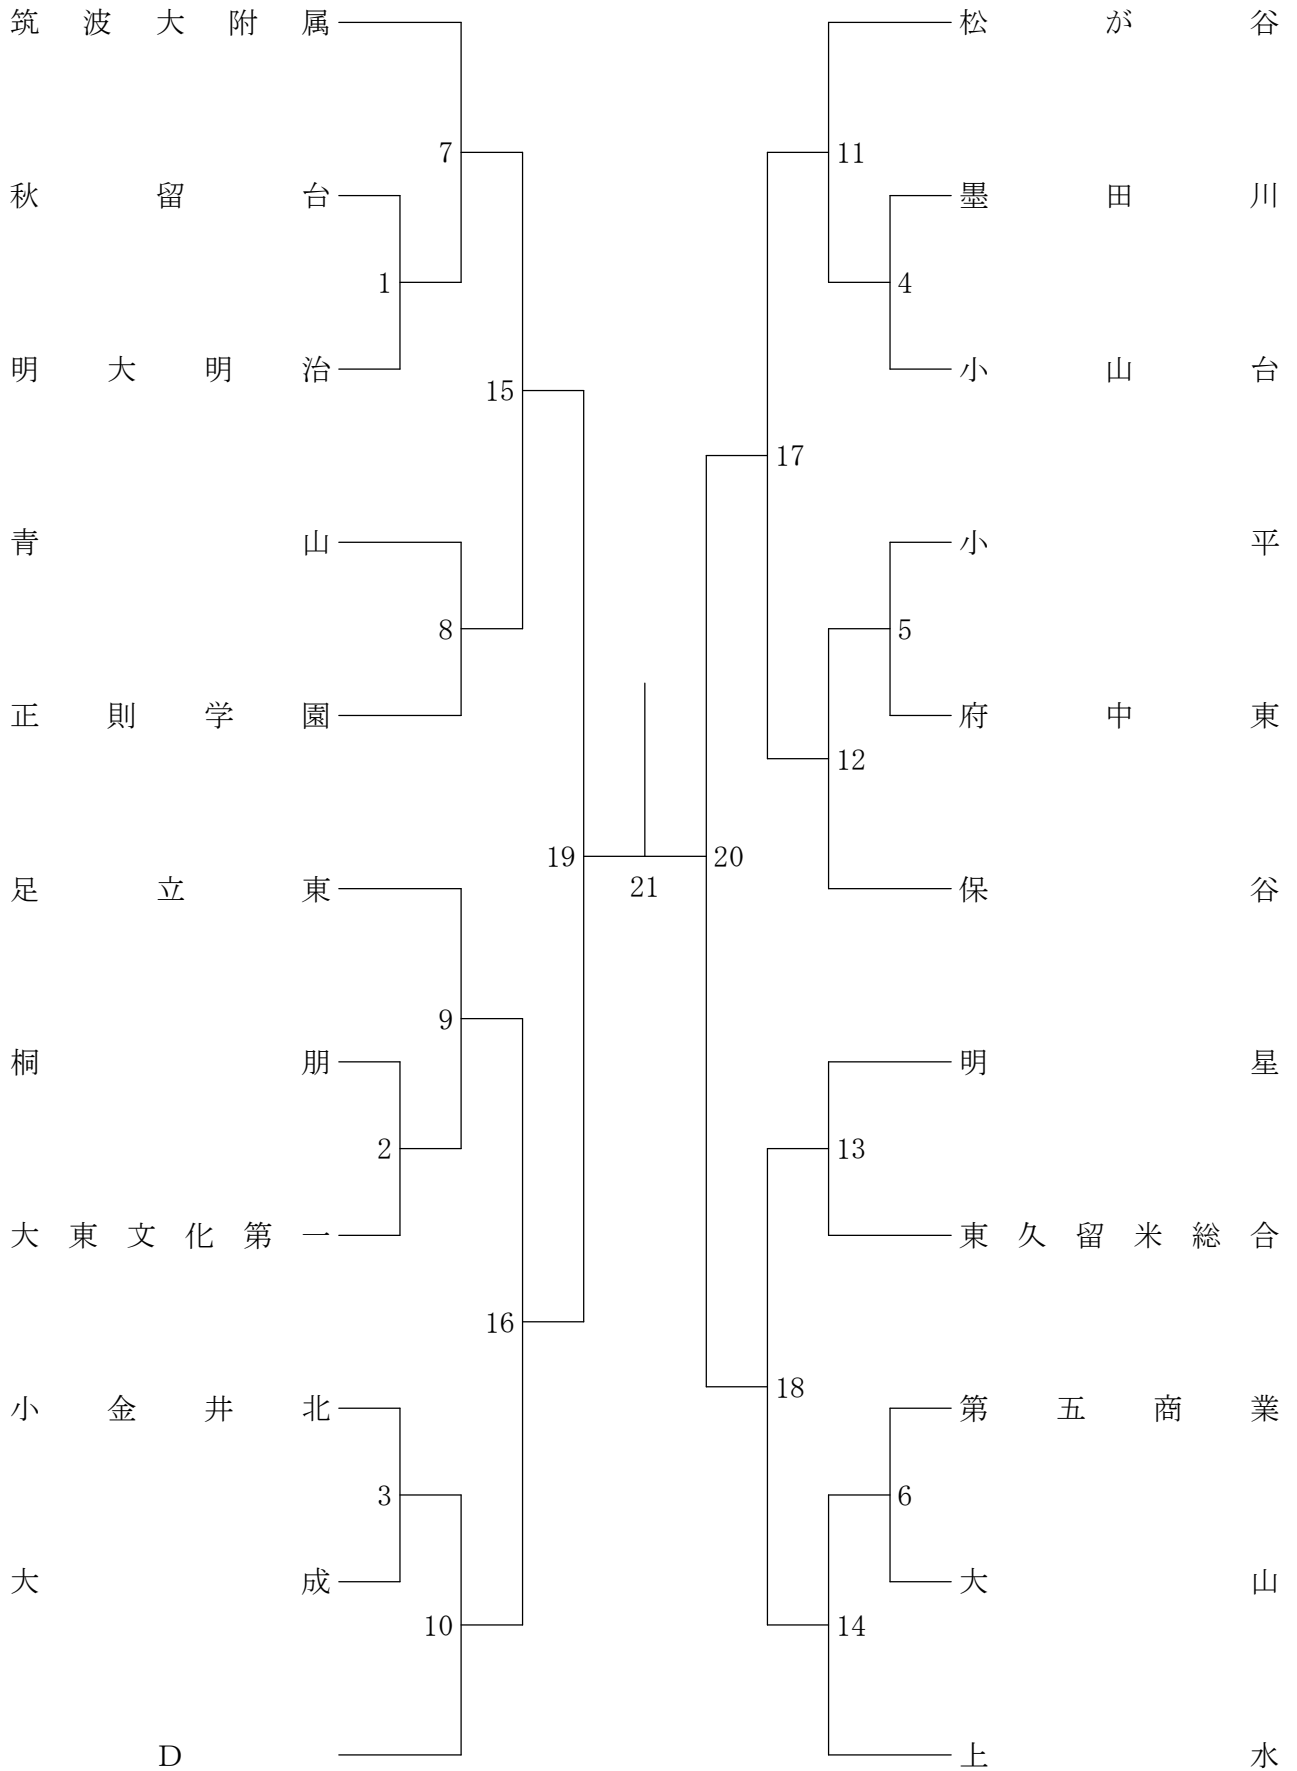 筑波大附属
松が谷
7
11
秋留台
墨田川
1
4
明大明治
小山台
15
17
青山
小平
8
5
正則学園
府中東
12
19
20
21
足立東
保谷
9
桐朋
明星
2
13
大東文化第一
東久留米総合
16
18
小金井北
第五商業
3
6
大成
大山
10
14
D
上水